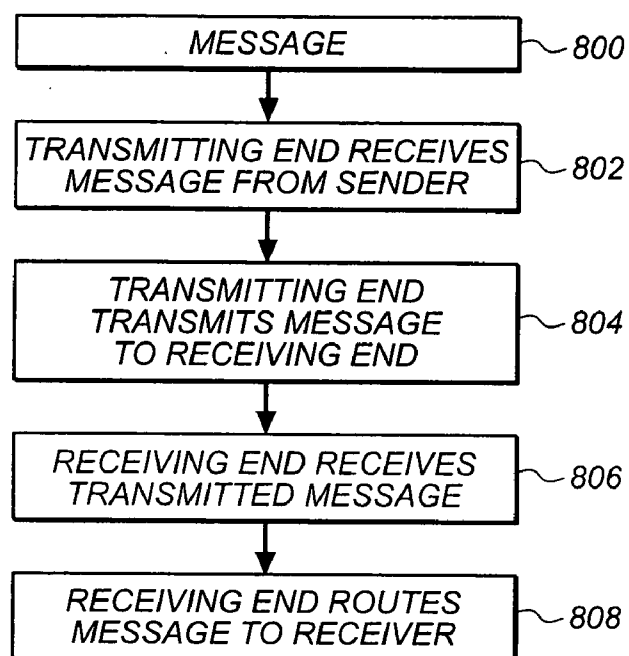 MESSAGE
800
TRANSMITTING END RECEIVES
MESSAGE FROM SENDER
802
TRANSMITTING END
TRANSMITS MESSAGE
TO RECEIVING END
804
RECEIVING END RECEIVES
TRANSMITTED MESSAGE
806
RECEIVING END ROUTES
MESSAGE TO RECEIVER
808